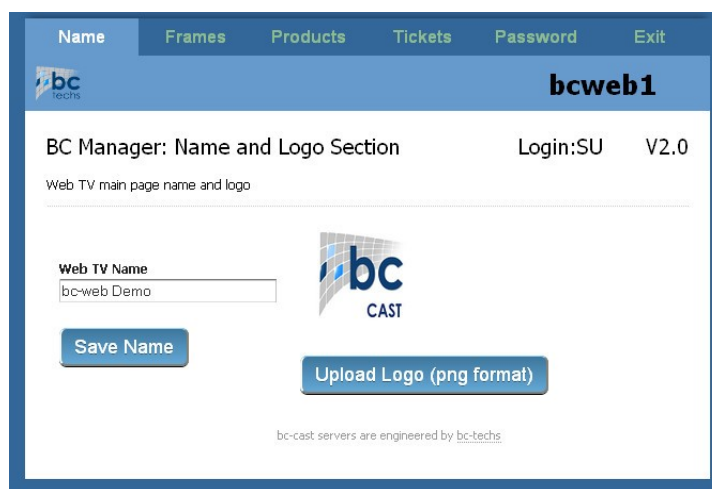 Name Frames Products Tickets Password Exit
bc
techs
bcweb1
BC Manager: Name and Logo Section Login:SU V2.0
Web TV main page name and logo
Web TV Name
bc-web Demo
Save Name
bc
CAST
Upload Logo (png format)
bc-cast servers are engineered by bc-techs